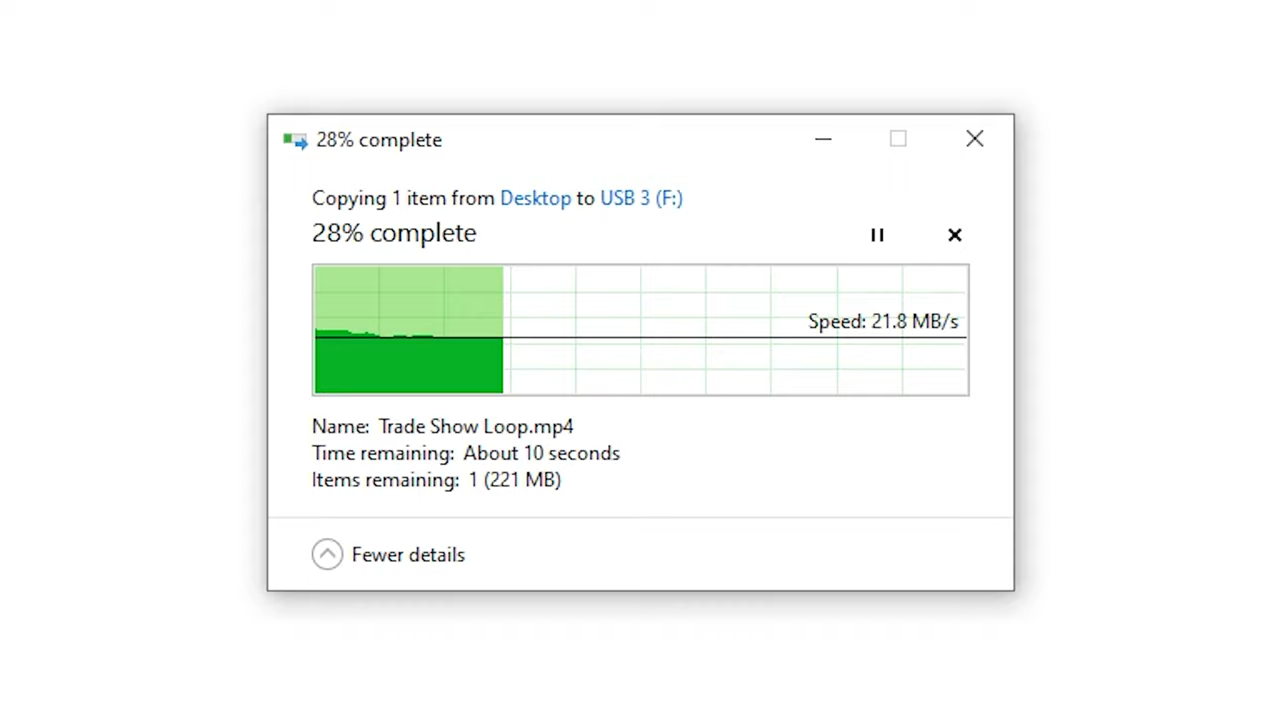 28% complete
Copying 1 item from Desktop to USB 3 (F:)
28% complete
Speed: 21.8 MB/s
Name: Trade Show Loop.mp4
Time remaining: About 10 seconds
Items remaining: 1 (221 MB)
Fewer details